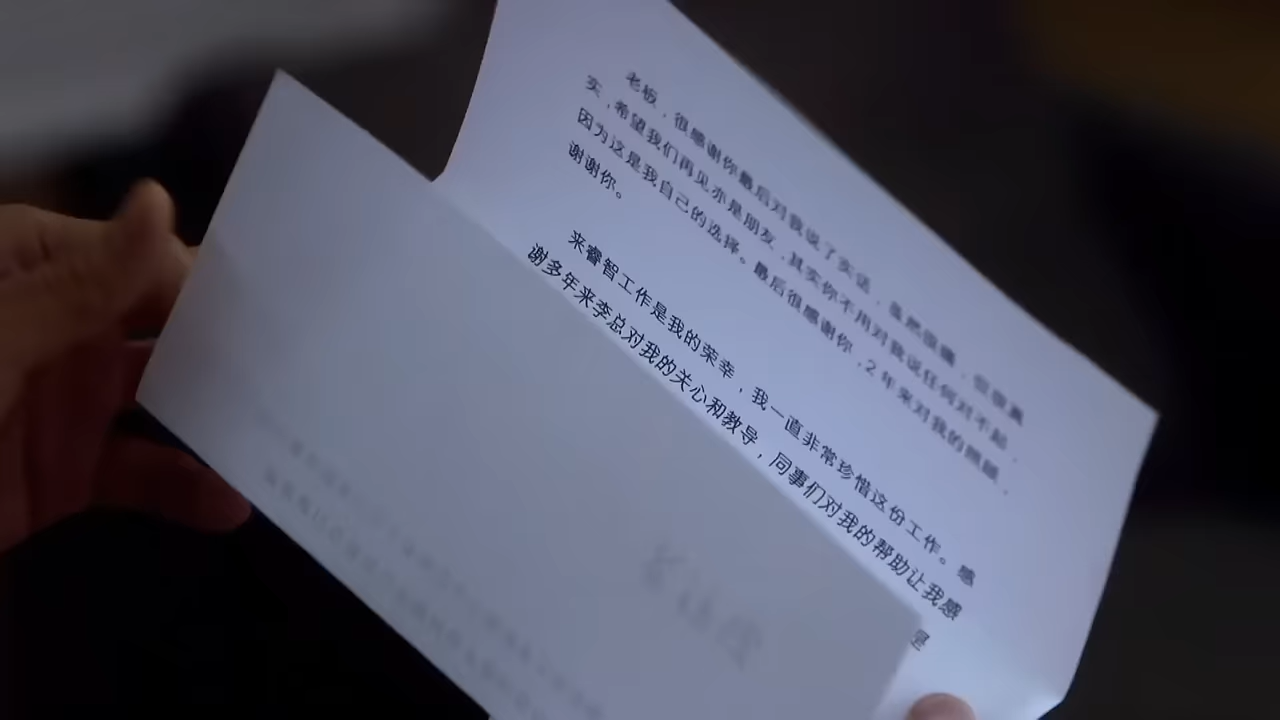 老板,很感谢你最后对我说了实话,虽然很痛,但很真
实,希望我们再见亦是朋友,其实你不用对我说任何对不起,
因为这是我自己的选择。最后很感谢你,2年来对我的照顾,
谢谢你。
来睿智工作是我的荣幸,我一直非常珍惜这份工作。感
谢多年来李总对我的关心和教导,同事们对我的帮助让我感
是